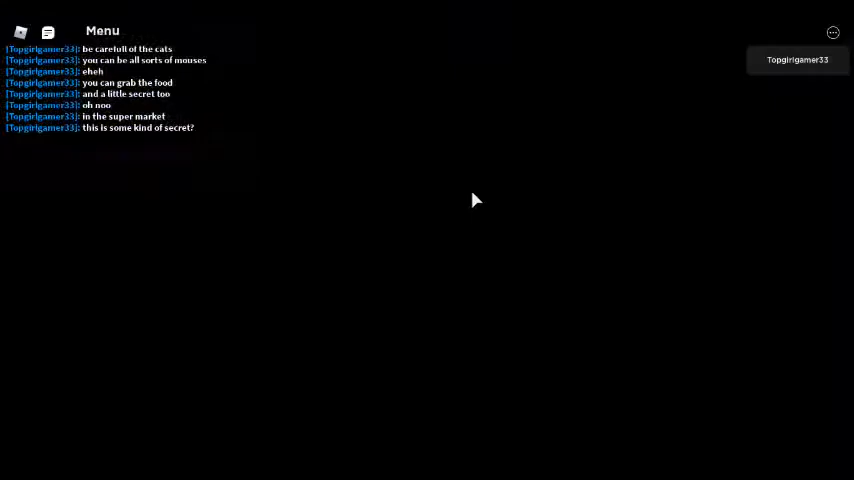 Menu
[Topgirlgamer33]: be carefull of the cats
Topgirlgamer33
[Topgirlgamer33]: you can be all sorts of mouses
[Topgirlgamer33]: eheh
[Topgirlgamer33]: you can grab the food
[Topgirlgamer33]: and a little secret too
[Topgirlgamer33]: oh noo
[Topgirlgamer33]: in the super market
[Topgirlgamer33]: this is some kind of secret?